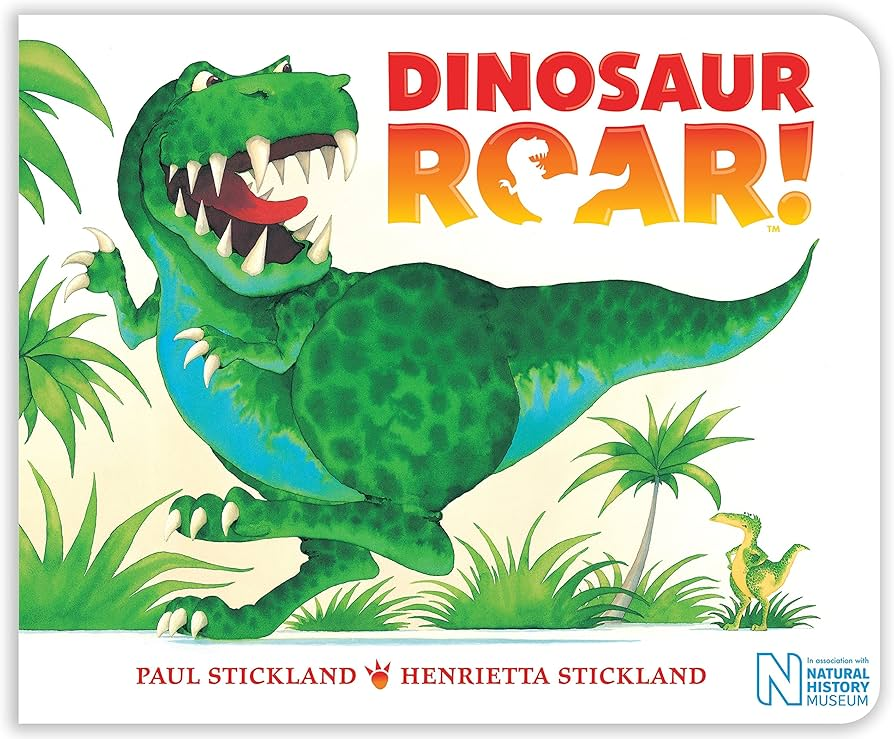 DINOSAUR
ROAR!
™
PAUL STICKLAND HENRIETTA STICKLAND
N
In association with
NATURAL
HISTORY
MUSEUM